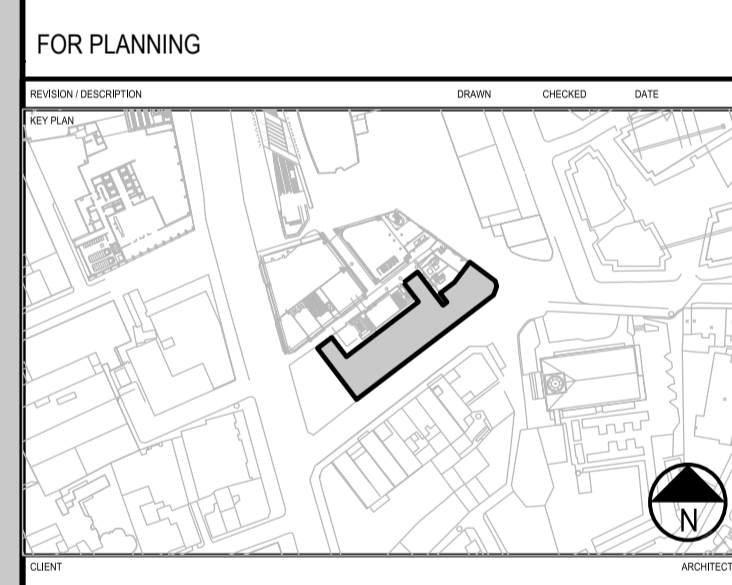 FOR PLANNING
REVISION / DESCRIPTION DRAWN CHECKED DATE
KEY PLAN
N
CLIENT ARCHITECT